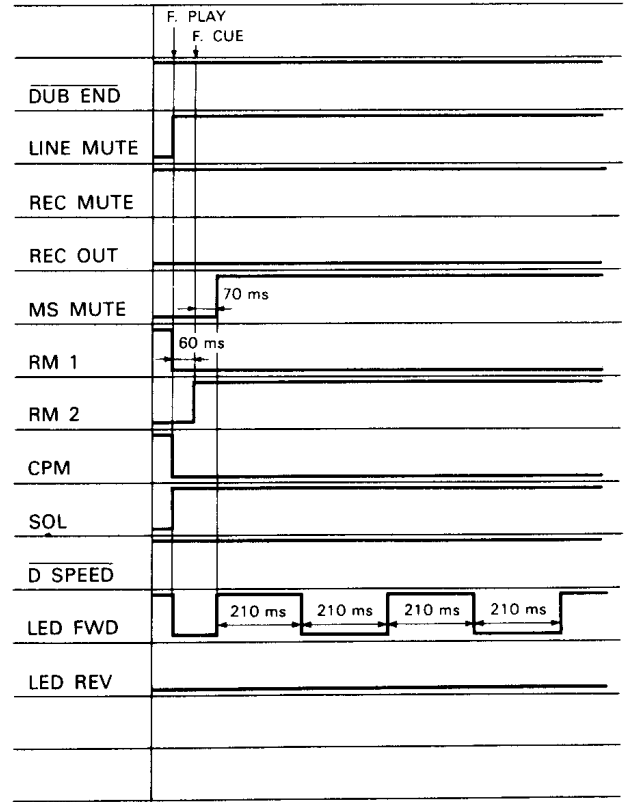 F. PLAY
F. CUE
DUB END
LINE MUTE
REC MUTE
REC OUT
MS MUTE
70 ms
60 ms
RM 1
RM 2
CPM
SOL
D SPEED
LED FWD
210 ms 210 ms 210 ms 210 ms
LED REV